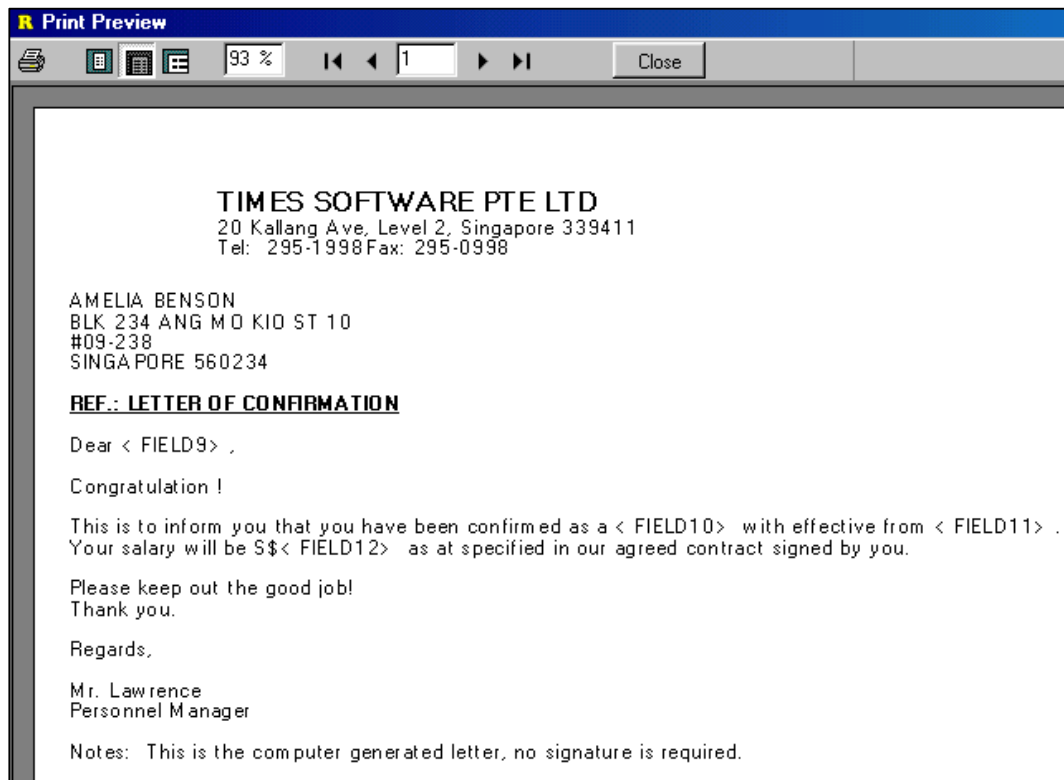 R Print Preview
93 % 1 Close
TIMES SOFTWARE PTE LTD
20 Kallang Ave, Level 2, Singapore 339411
Tel: 295-1998 Fax: 295-0998
AMELIA BENSON
BLK 234 ANG MO KIO ST 10
#09-238
SINGAPORE 560234
REF.: LETTER OF CONFIRMATION
Dear < FIELD9> ,
Congratulation !
This is to inform you that you have been confirmed as a < FIELD10> with effective from < FIELD11> .
Your salary will be S$< FIELD12> as at specified in our agreed contract signed by you.
Please keep out the good job!
Thank you.
Regards,
Mr. Lawrence
Personnel Manager
Notes: This is the computer generated letter, no signature is required.